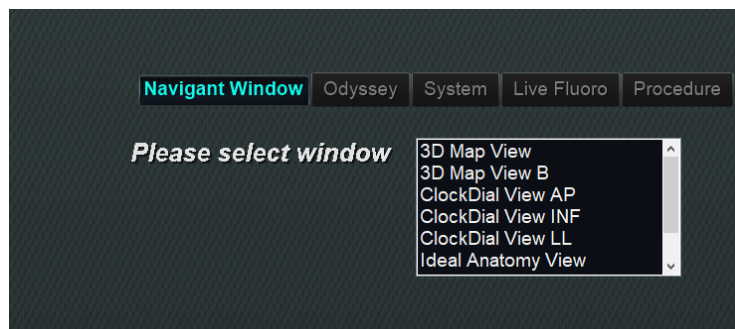 Navigant Window Odyssey System Live Fluoro Procedure
Please select window
3D Map View
3D Map View B
ClockDial View AP
ClockDial View INF
ClockDial View LL
Ideal Anatomy View